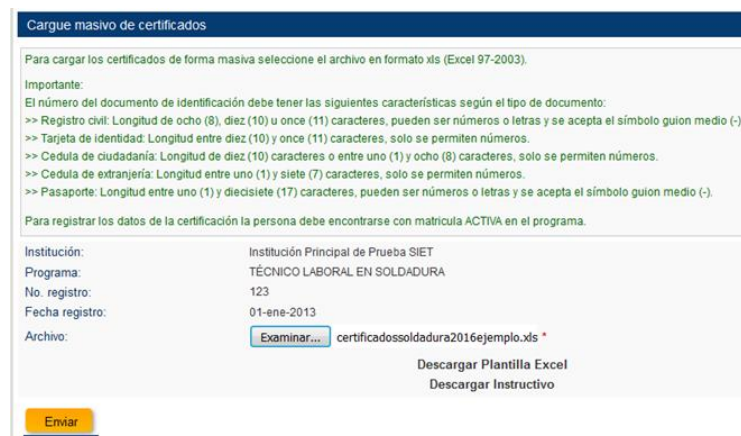 Cargue masivo de certificados
Para cargar los certificados de forma masiva seleccione el archivo en formato xls (Excel 97-2003).
Importante:
El número del documento de identificación debe tener las siguientes características según el tipo de documento:
>> Registro civil: Longitud de ocho (8), diez (10) u once (11) caracteres, pueden ser números o letras y se acepta el símbolo guion medio (-)
>> Tarjeta de identidad: Longitud entre diez (10) y once (11) caracteres, solo se permiten números.
>> Cedula de ciudadanía: Longitud de diez (10) caracteres o entre uno (1) y ocho (8) caracteres, solo se permiten números.
>> Cedula de extranjería: Longitud entre uno (1) y siete (7) caracteres, solo se permiten números.
>> Pasaporte: Longitud entre uno (1) y diecisiete (17) caracteres, pueden ser números o letras y se acepta el símbolo guion medio (-).
Para registrar los datos de la certificación la persona debe encontrarse con matricula ACTIVA en el programa.
Institución: Institución Principal de Prueba SIET
Programa: TÉCNICO LABORAL EN SOLDADURA
No. registro: 123
Fecha registro: 01-ene-2013
Archivo: Examinar... certificadossoldadura2016ejemplo.xls *
Descargar Plantilla Excel
Descargar Instructivo
Enviar